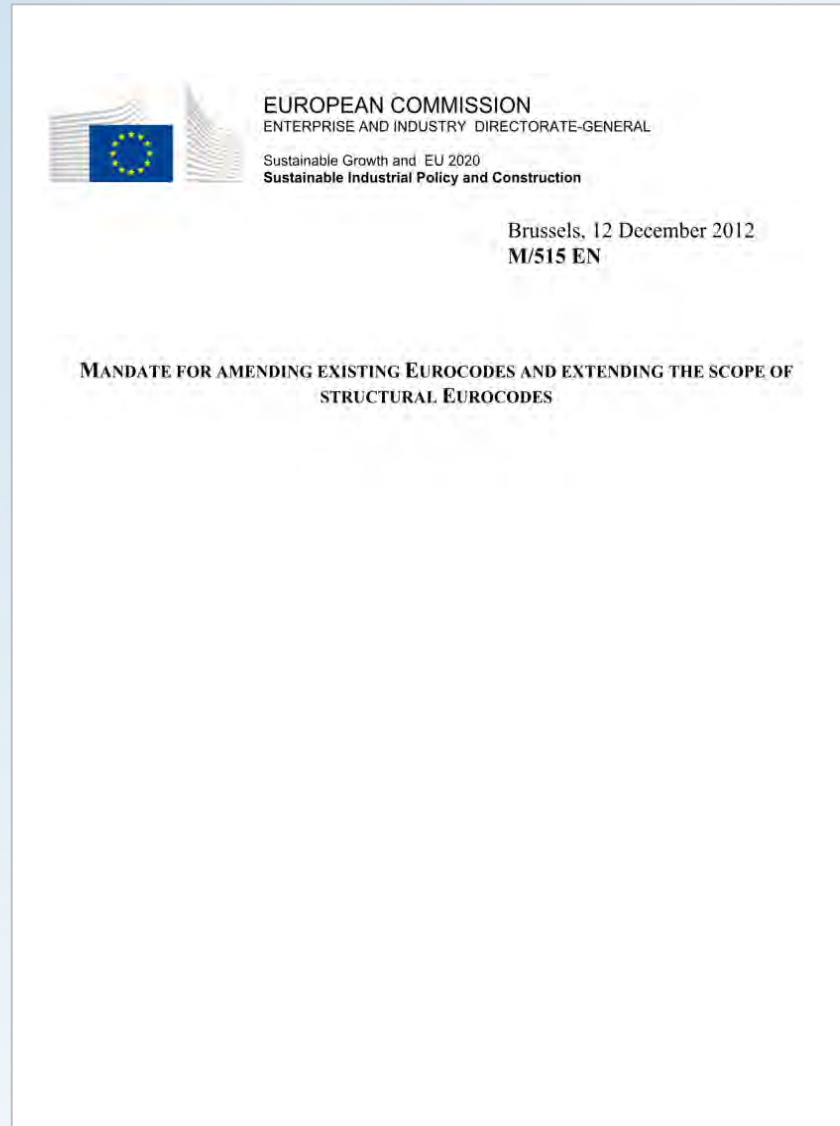 EUROPEAN COMMISSION
ENTERPRISE AND INDUSTRY DIRECTORATE-GENERAL
Sustainable Growth and EU 2020
Sustainable Industrial Policy and Construction
Brussels, 12 December 2012
M/515 EN
MANDATE FOR AMENDING EXISTING EUROCODES AND EXTENDING THE SCOPE OF
STRUCTURAL EUROCODES